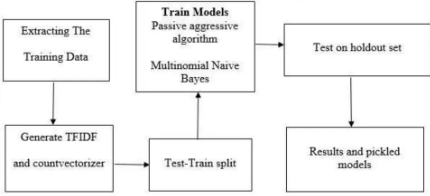 Extracting The
Training Data
Generate TFIDF
and countvectorizer
Test-Train split
Train Models
Passive aggressive
algorithm
Multinomial Naive
Bayes
Test on holdout set
Results and pickled
models